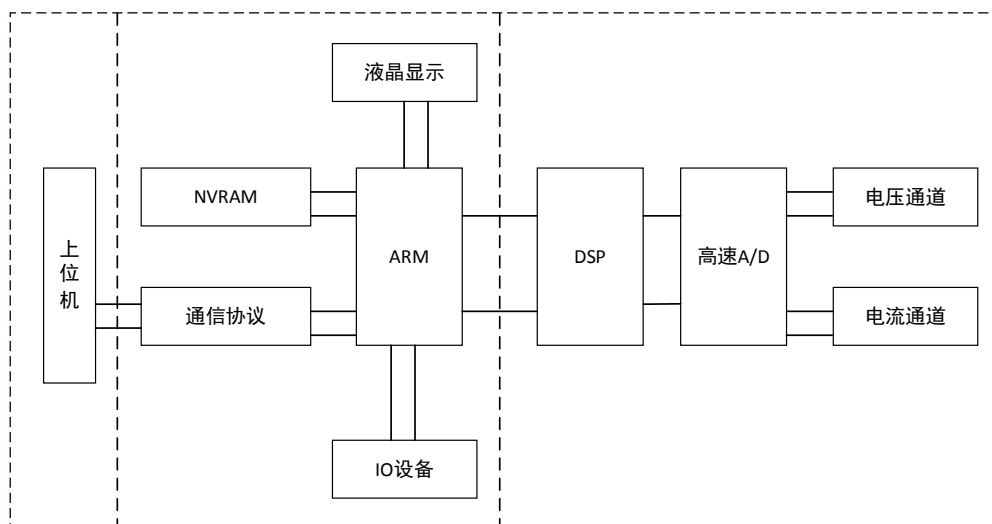 液晶显示
NVRAM
上
位
机
ARM
DSP
高速A/D
电压通道
通信协议
电流通道
IO设备